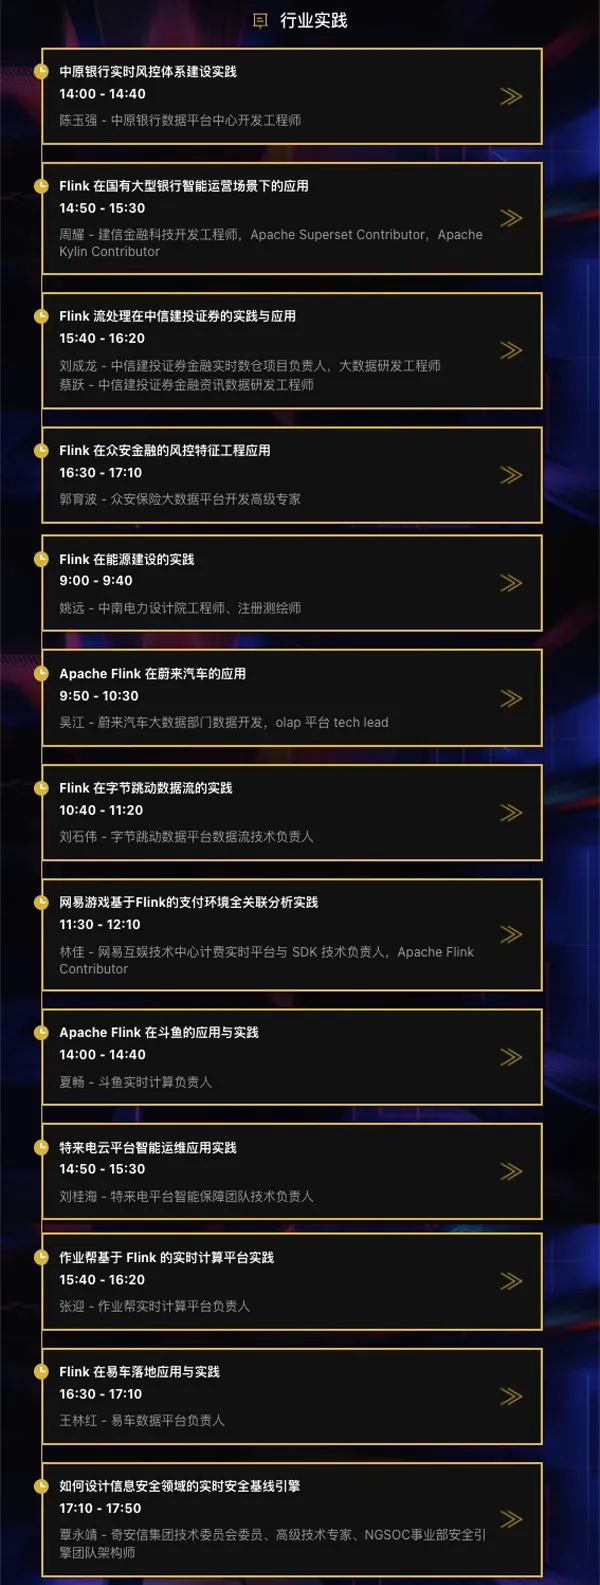 行业实践
中原银行实时风控体系建设实践
14:00 - 14:40
陈玉强 - 中原银行数据平台中心开发工程师
Flink 在国有大型银行智能运营场景下的应用
14:50 - 15:30
周耀 - 建信金融科技开发工程师，Apache Superset Contributor，Apache
Kylin Contributor
Flink 流处理在中信建投证券的实践与应用
15:40 - 16:20
刘成龙 - 中信建投证券金融实时数仓项目负责人，大数据研发工程师
蔡跃 - 中信建投证券金融资讯数据研发工程师
Flink 在众安金融的风控特征工程应用
16:30 - 17:10
郭育波 - 众安保险大数据平台开发高级专家
Flink 在能源建设的实践
9:00 - 9:40
姚远 - 中南电力设计院工程师、注册测绘师
Apache Flink 在蔚来汽车的应用
9:50 - 10:30
吴江 - 蔚来汽车大数据部门数据开发，olap 平台 tech lead
Flink 在字节跳动数据流的实践
10:40 - 11:20
刘石伟 - 字节跳动数据平台数据流技术负责人
网易游戏基于Flink的支付环境全关联分析实践
11:30 - 12:10
林佳 - 网易互娱技术中心计费实时平台与 SDK 技术负责人，Apache Flink
Contributor
Apache Flink 在斗鱼的应用与实践
14:00 - 14:40
夏畅 - 斗鱼实时计算负责人
特来电云平台智能运维应用实践
14:50 - 15:30
刘桂海 - 特来电平台智能保障团队技术负责人
作业帮基于 Flink 的实时计算平台实践
15:40 - 16:20
张迎 - 作业帮实时计算平台负责人
Flink 在易车落地应用与实践
16:30 - 17:10
王林红 - 易车数据平台负责人
如何设计信息安全领域的实时安全基线引擎
17:10 - 17:50
覃永靖 - 奇安信集团技术委员会委员、高级技术专家、NGSOC事业部安全引
擎团队架构师